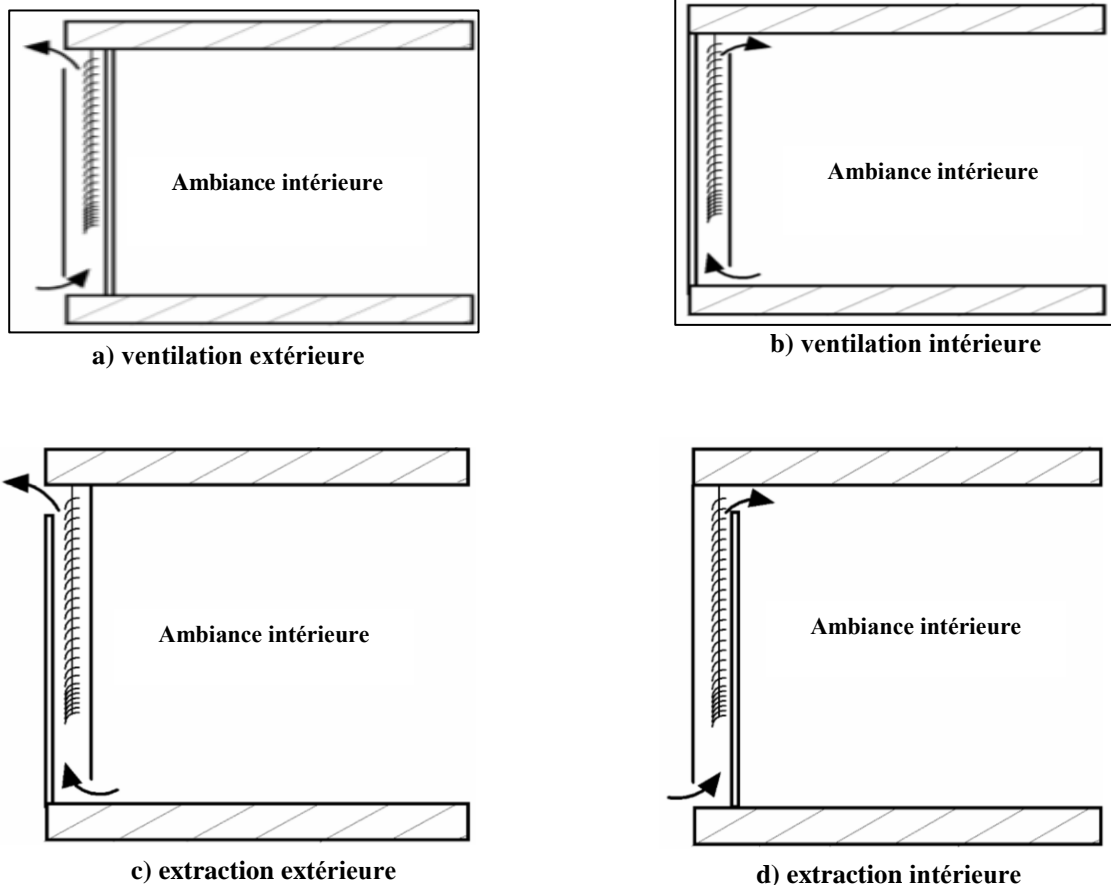 Ambiance intérieure
Ambiance intérieure
a) ventilation extérieure
b) ventilation intérieure
Ambiance intérieure
Ambiance intérieure
c) extraction extérieure
d) extraction intérieure